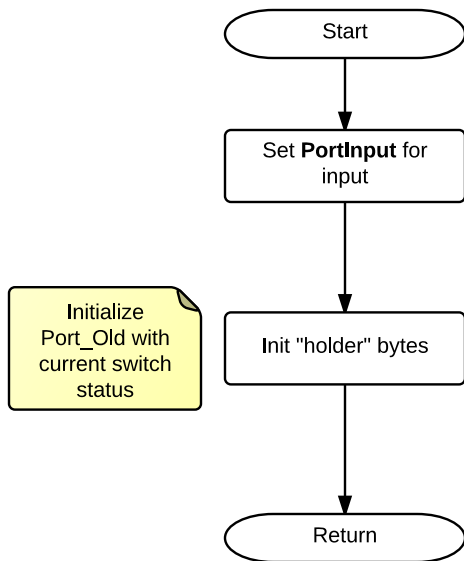 Start
Set PortInput for
input
Initialize
Port_Old with
current switch
status
Init "holder" bytes
Return